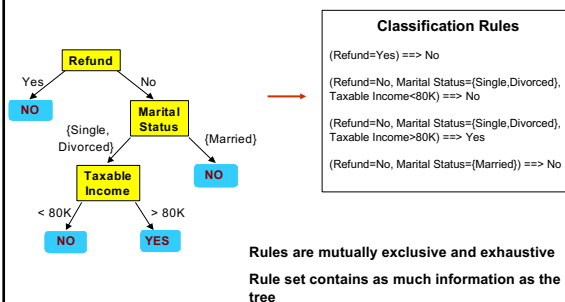 Refund
Yes
No
NO
Marital
Status
{Single,
Divorced}
{Married}
Taxable
Income
NO
< 80K
> 80K
NO
YES
Classification Rules
(Refund=Yes) ==> No
(Refund=No, Marital Status={Single,Divorced},
Taxable Income<80K) ==> No
(Refund=No, Marital Status={Single,Divorced},
Taxable Income>80K) ==> Yes
(Refund=No, Marital Status={Married}) ==> No
Rules are mutually exclusive and exhaustive
Rule set contains as much information as the
tree